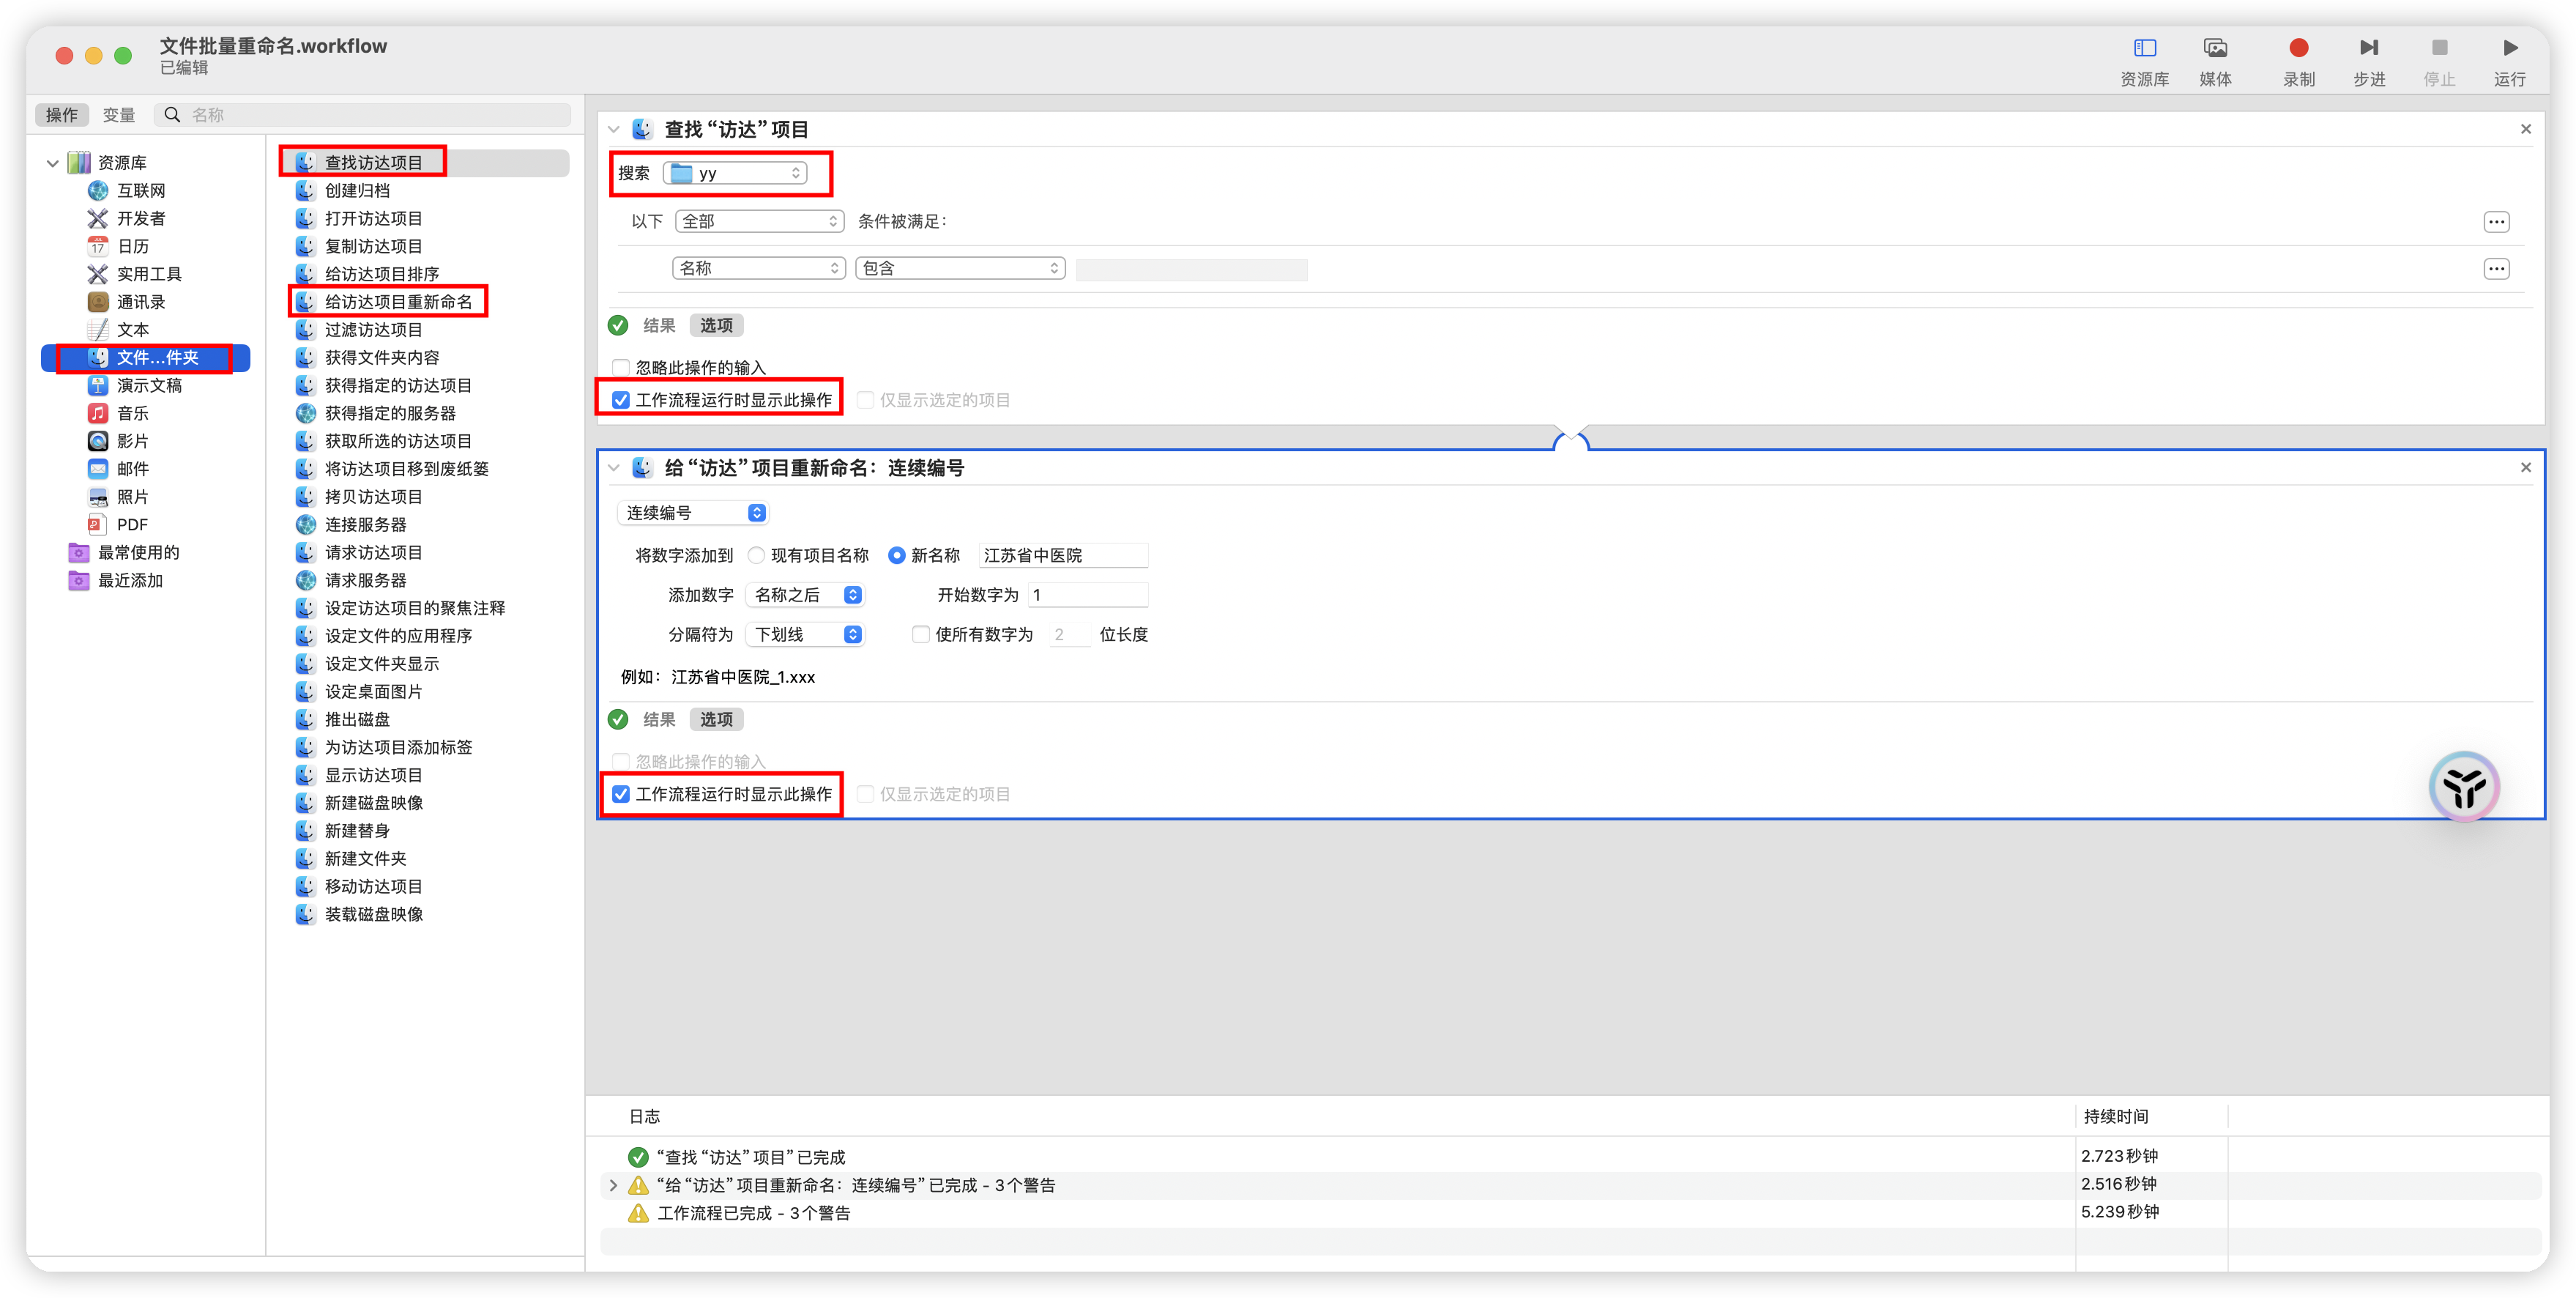 文件批量重命名.workflow
已编辑
资源库 媒体 录制 步进 停止 运行
操作 变量 名称
资源库
互联网
开发者
日历
实用工具
通讯录
文本
文件...件夹
演示文稿
音乐
影片
邮件
照片
PDF
最常使用的
最近添加
查找访达项目
创建归档
打开访达项目
复制访达项目
给访达项目排序
给访达项目重新命名
过滤访达项目
获得文件夹内容
获得指定的访达项目
获得指定的服务器
获取所选的访达项目
将访达项目移到废纸篓
拷贝访达项目
连接服务器
请求访达项目
请求服务器
设定访达项目的聚焦注释
设定文件的应用程序
设定文件夹显示
设定桌面图片
推出磁盘
为访达项目添加标签
显示访达项目
新建磁盘映像
新建替身
新建文件夹
移动访达项目
装载磁盘映像
查找“访达”项目
搜索 yy
以下 全部 条件被满足：
名称 包含
结果 选项
忽略此操作的输入
工作流程运行时显示此操作 仅显示选定的项目
给“访达”项目重新命名：连续编号
连续编号
将数字添加到 现有项目名称 新名称 江苏省中医院
添加数字 名称之后 开始数字为 1
分隔符为 下划线 使所有数字为 2 位长度
例如：江苏省中医院_1.xxx
结果 选项
忽略此操作的输入
工作流程运行时显示此操作 仅显示选定的项目
日志 持续时间
“查找“访达”项目”已完成 2.723秒钟
“给“访达”项目重新命名：连续编号”已完成 - 3个警告 2.516秒钟
工作流程已完成 - 3个警告 5.239秒钟